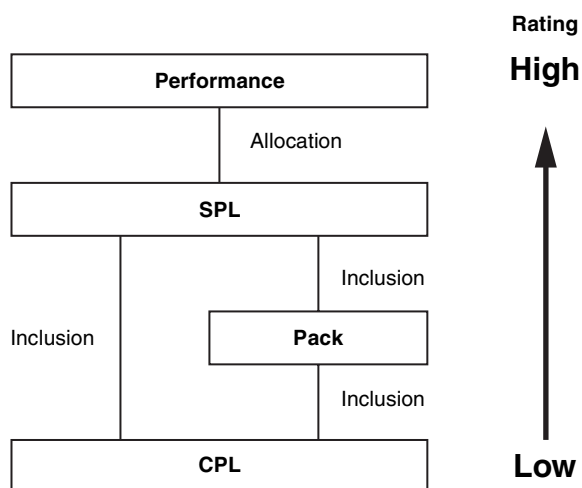 Rating
High
Performance
Allocation
SPL
Inclusion
Inclusion
Pack
Inclusion
CPL
Low